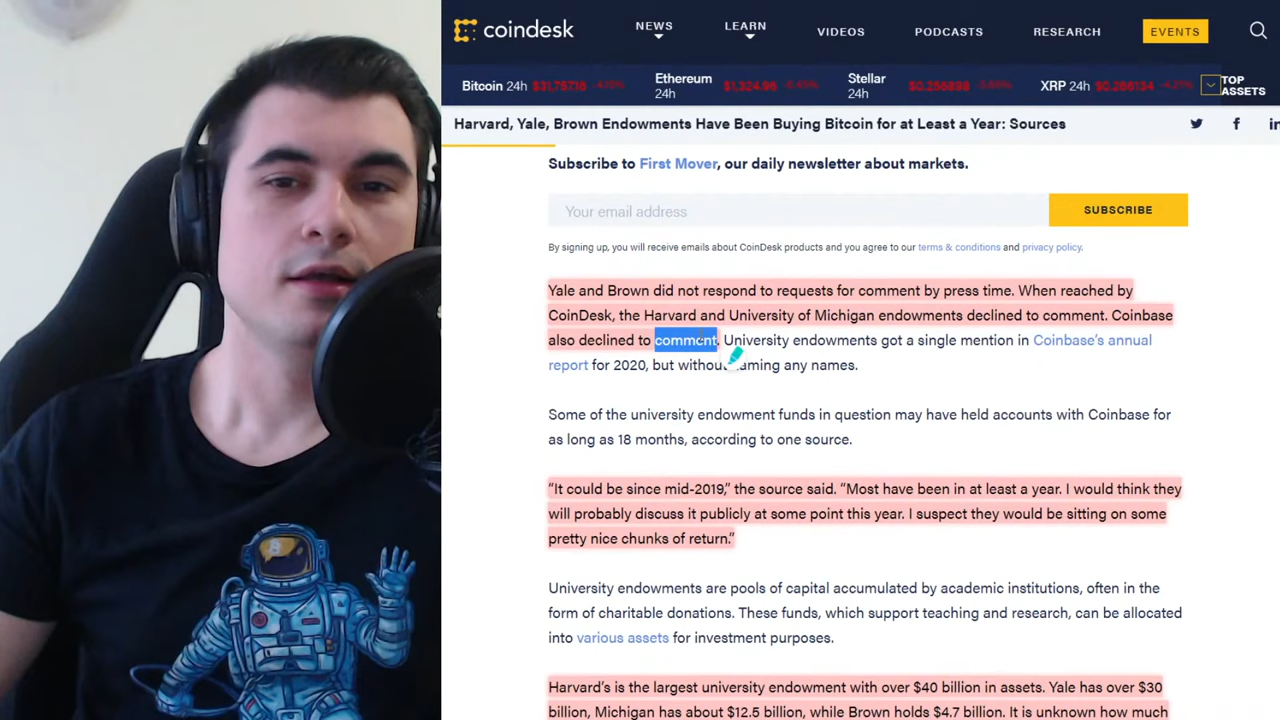 coindesk
NEWS
LEARN
VIDEOS
PODCASTS
RESEARCH
EVENTS
Bitcoin 24h $31,757.16 -4.15%
Ethereum 24h $1,324.96
Stellar 24h
XRP 24h
TOP ASSETS
Harvard, Yale, Brown Endowments Have Been Buying Bitcoin for at Least a Year: Sources
Subscribe to First Mover, our daily newsletter about markets.
Your email address
SUBSCRIBE
By signing up, you will receive emails about CoinDesk products and you agree to our terms & conditions and privacy policy.
Yale and Brown did not respond to requests for comment by press time. When reached by
CoinDesk, the Harvard and University of Michigan endowments declined to comment. Coinbase
also declined to comment. University endowments got a single mention in Coinbase's annual
report for 2020, but without naming any names.
Some of the university endowment funds in question may have held accounts with Coinbase for
as long as 18 months, according to one source.
“It could be since mid-2019,” the source said. “Most have been in at least a year. I would think they
will probably discuss it publicly at some point this year. I suspect they would be sitting on some
pretty nice chunks of return.”
University endowments are pools of capital accumulated by academic institutions, often in the
form of charitable donations. These funds, which support teaching and research, can be allocated
into various assets for investment purposes.
Harvard's is the largest university endowment with over $40 billion in assets. Yale has over $30
billion, Michigan has about $12.5 billion, while Brown holds $4.7 billion. It is unknown how much